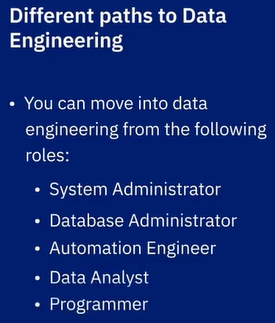 Different paths to Data
Engineering
• You can move into data
engineering from the following
roles:
• System Administrator
• Database Administrator
• Automation Engineer
• Data Analyst
• Programmer